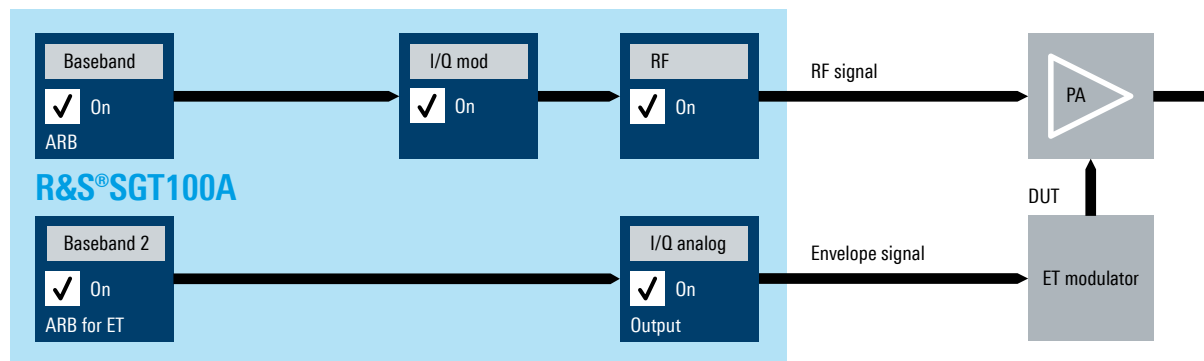 Baseband
On
ARB
I/Q mod
On
RF
On
RF signal
PA
R&S®SGT100A
DUT
Baseband 2
On
ARB for ET
I/Q analog
On
Output
Envelope signal
ET modulator